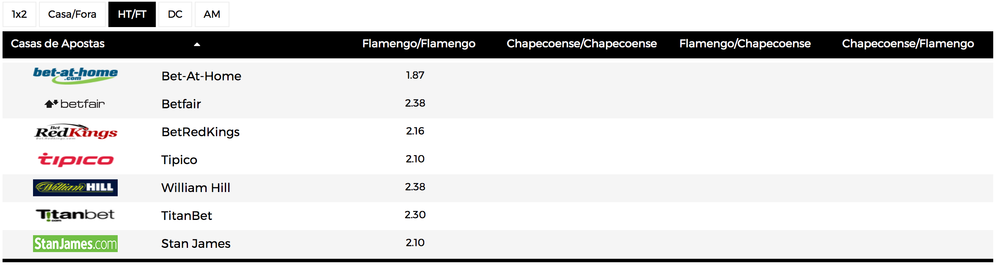 1x2 Casa/Fora HT/FT DC AM
Casas de Apostas Flamengo/Flamengo Chapecoense/Chapecoense Flamengo/Chapecoense Chapecoense/Flamengo
bet-at-home .com Bet-At-Home 1.87
betfair Betfair 2.38
Bet RedKings Bet.Redkings.com BetRedKings 2.16
tipico Tipico 2.10
William HILL William Hill 2.38
Titanbet .com TitanBet 2.30
StanJames.com Stan James 2.10